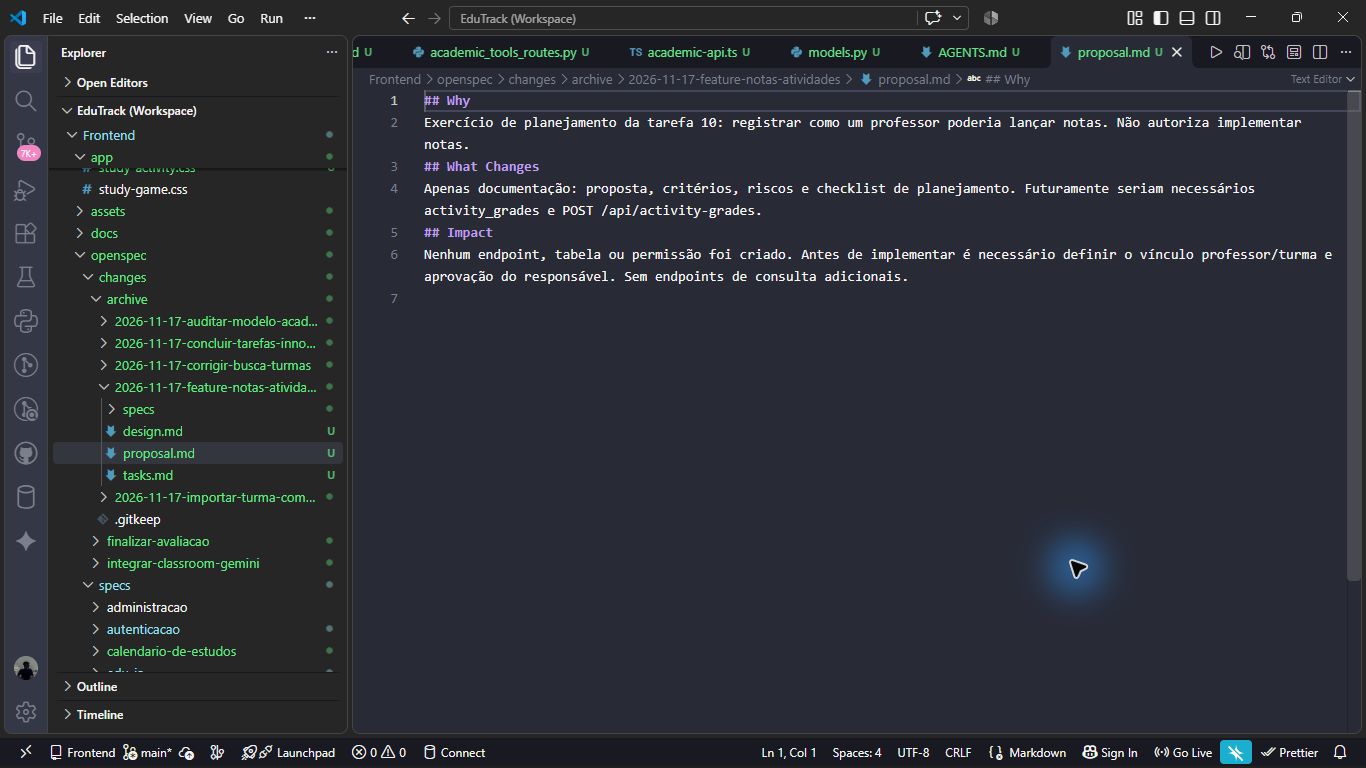 File Edit Selection View Go Run ···
EduTrack (Workspace)
Explorer
Open Editors
EduTrack (Workspace)
Frontend
app
study-activity.css
# study-game.css
assets
docs
openspec
changes
archive
2026-11-17-auditar-modelo-acad...
2026-11-17-concluir-tarefas-inno...
2026-11-17-corrigir-busca-turmas
2026-11-17-feature-notas-ativida...
specs
design.md U
proposal.md U
tasks.md U
2026-11-17-importar-turma-com...
.gitkeep
finalizar-avaliacao
integrar-classroom-gemini
specs
administracao
autenticacao
calendario-de-estudos
Outline
Timeline
7K+
d U academic_tools_routes.py U TS academic-api.ts U models.py U AGENTS.md U proposal.md U
Frontend > openspec > changes > archive > 2026-11-17-feature-notas-atividades > proposal.md > abc ## Why Text Editor
1 ## Why
2 Exercício de planejamento da tarefa 10: registrar como um professor poderia lançar notas. Não autoriza implementar
notas.
3 ## What Changes
4 Apenas documentação: proposta, critérios, riscos e checklist de planejamento. Futuramente seriam necessários
activity_grades e POST /api/activity-grades.
5 ## Impact
6 Nenhum endpoint, tabela ou permissão foi criado. Antes de implementar é necessário definir o vínculo professor/turma e
aprovação do responsável. Sem endpoints de consulta adicionais.
7
Frontend main* Launchpad 0 0 Connect Ln 1, Col 1 Spaces: 4 UTF-8 CRLF {} Markdown Sign In Go Live Prettier